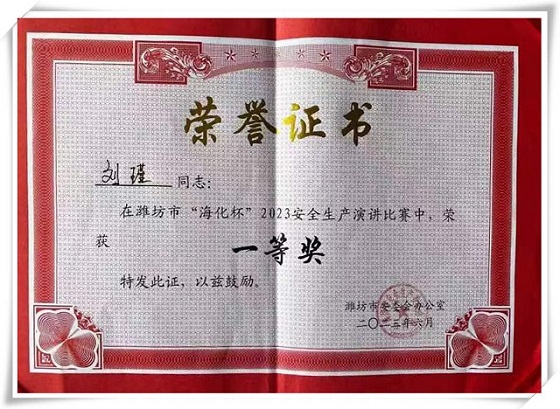 荣誉证书
刘瑾 同志:
在潍坊市“海化杯”2023安全生产演讲比赛中,荣
获
一等奖
特发此证,以兹鼓励。
潍坊市安委会办公室
二〇二三年六月